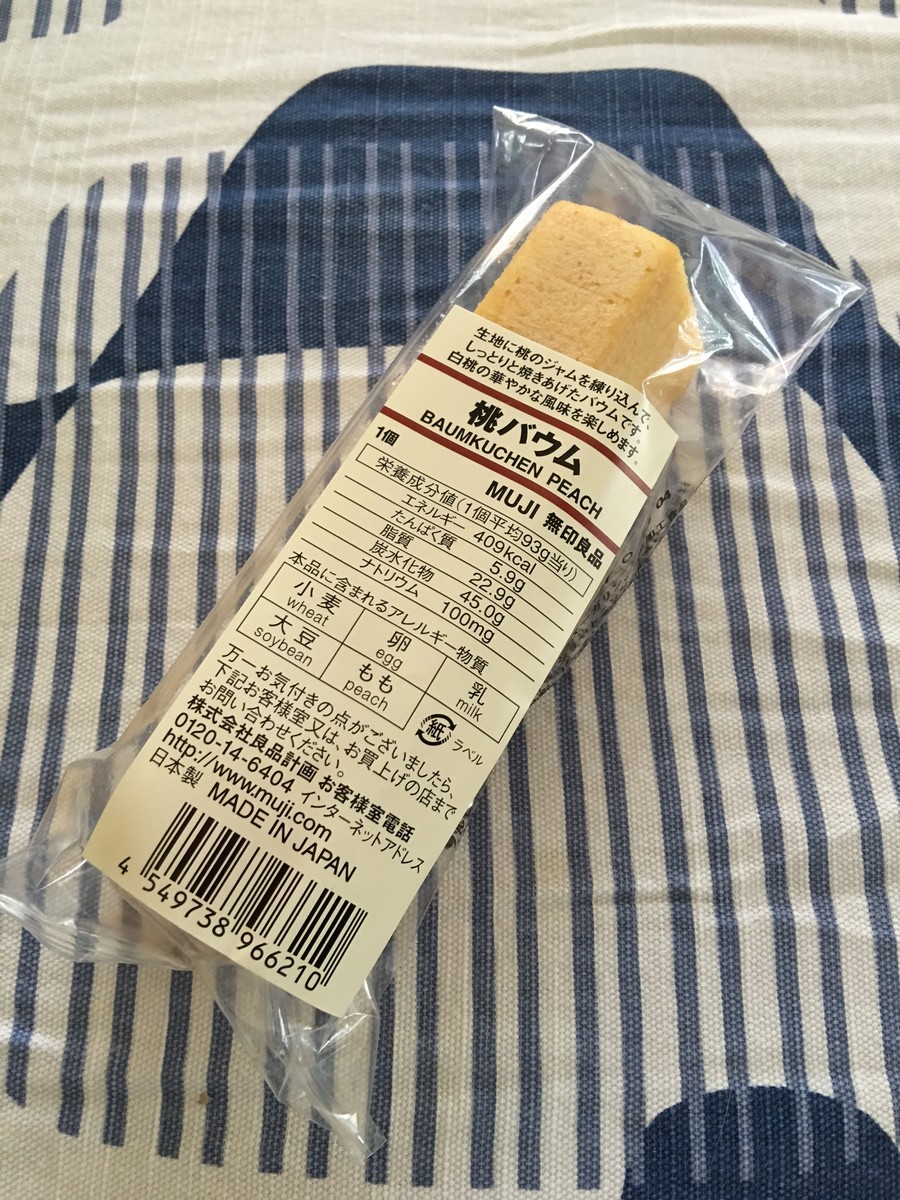 生地に桃のジャムを練り込んで、
しっとりと焼きあげたバウムです。
白桃の華やかな風味を楽しめます。
桃バウム
BAUMKUCHEN PEACH
1個 MUJI 無印良品
栄養成分値(1個平均93g当り)
エネルギー 409kcal
たんぱく質 5.9g
脂質 22.9g
炭水化物 45.0g
ナトリウム 100mg
本品に含まれるアレルギー物質
小麦 卵 乳
wheat egg milk
大豆 もも
soybean peach
紙 ラベル
万一お気付きの点がございましたら、
下記お客様室又は、お買上げの店まで
お問い合わせください。
株式会社良品計画 お客様室電話
0120-14-6404 インターネットアドレス
http://www.muji.com
日本製 MADE IN JAPAN
4 549738 966210